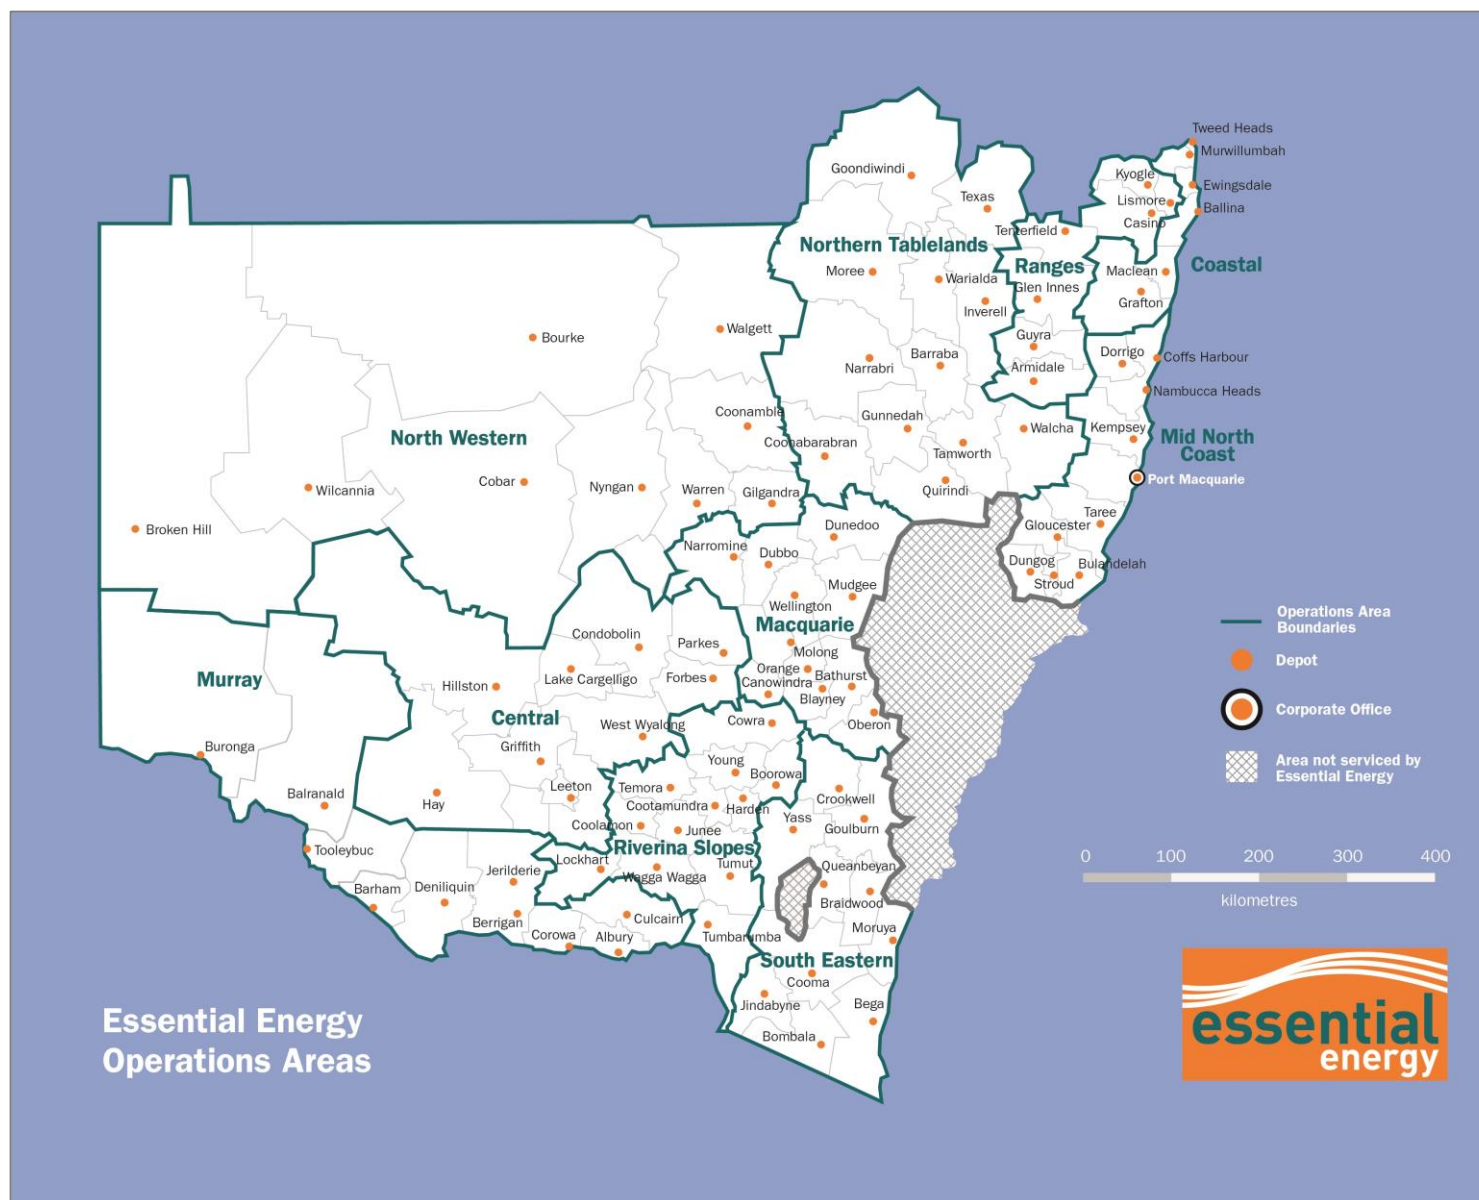 Tweed Heads
Murwillumbah
Goondiwindi
Kyogle
Ewingsdale
Texas
Lismore
Ballina
Casino
Tenterfield
Northern Tablelands
Ranges
Coastal
Moree
Warialda
Maclean
Glen Innes
Grafton
Inverell
Walgett
Bourke
Guyra
Barraba
Dorrigo
Coffs Harbour
Narrabri
Armidale
Nambucca Heads
Coonamble
Gunnedah
Walcha
Kempsey
North Western
Coonabarabran
Mid North
Coast
Tamworth
Cobar
Nyngan
Warren
Gilgandra
Quirindi
Port Macquarie
Wilcannia
Taree
Broken Hill
Dunedoo
Gloucester
Narromine
Dubbo
Dungog
Bulahdelah
Stroud
Mudgee
Wellington
Operations Area
Boundaries
Condobolin
Parkes
Macquarie
Molong
Depot
Murray
Hillston
Lake Cargelligo
Forbes
Orange
Canowindra
Bathurst
Blayney
Corporate Office
Central
West Wyalong
Cowra
Oberon
Buronga
Griffith
Young
Boorowa
Area not serviced by
Essential Energy
Balranald
Hay
Leeton
Temora
Cootamundra
Harden
Crookwell
Coolamon
Junee
Yass
Goulburn
Tooleybuc
Riverina Slopes
0 100 200 300 400
kilometres
Lockhart
Wagga Wagga
Tumut
Queanbeyan
Jerilderie
Barham
Deniliquin
Braidwood
Berrigan
Culcairn
Corowa
Albury
Tumbarumba
Moruya
South Eastern
Cooma
Jindabyne
Bega
Bombala
Essential Energy
Operations Areas
essential
energy